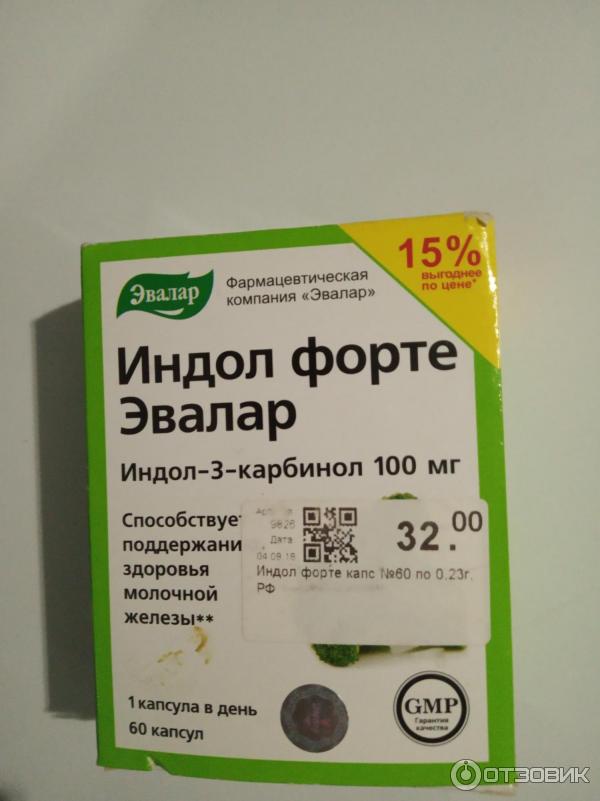 15%
выгоднее
по цене*
Эвалар
Фармацевтическая
компания «Эвалар»
Индол форте
Эвалар
Индол-3-карбинол 100 мг
Способствует
поддержани
здоровья
молочной
железы**
9826
Дата
04.09.18
32.00
Индол форте капс №60 по 0.23г.
РФ
1 капсула в день
60 капсул
GMP
Гарантия
качества
ОТЗОВИК